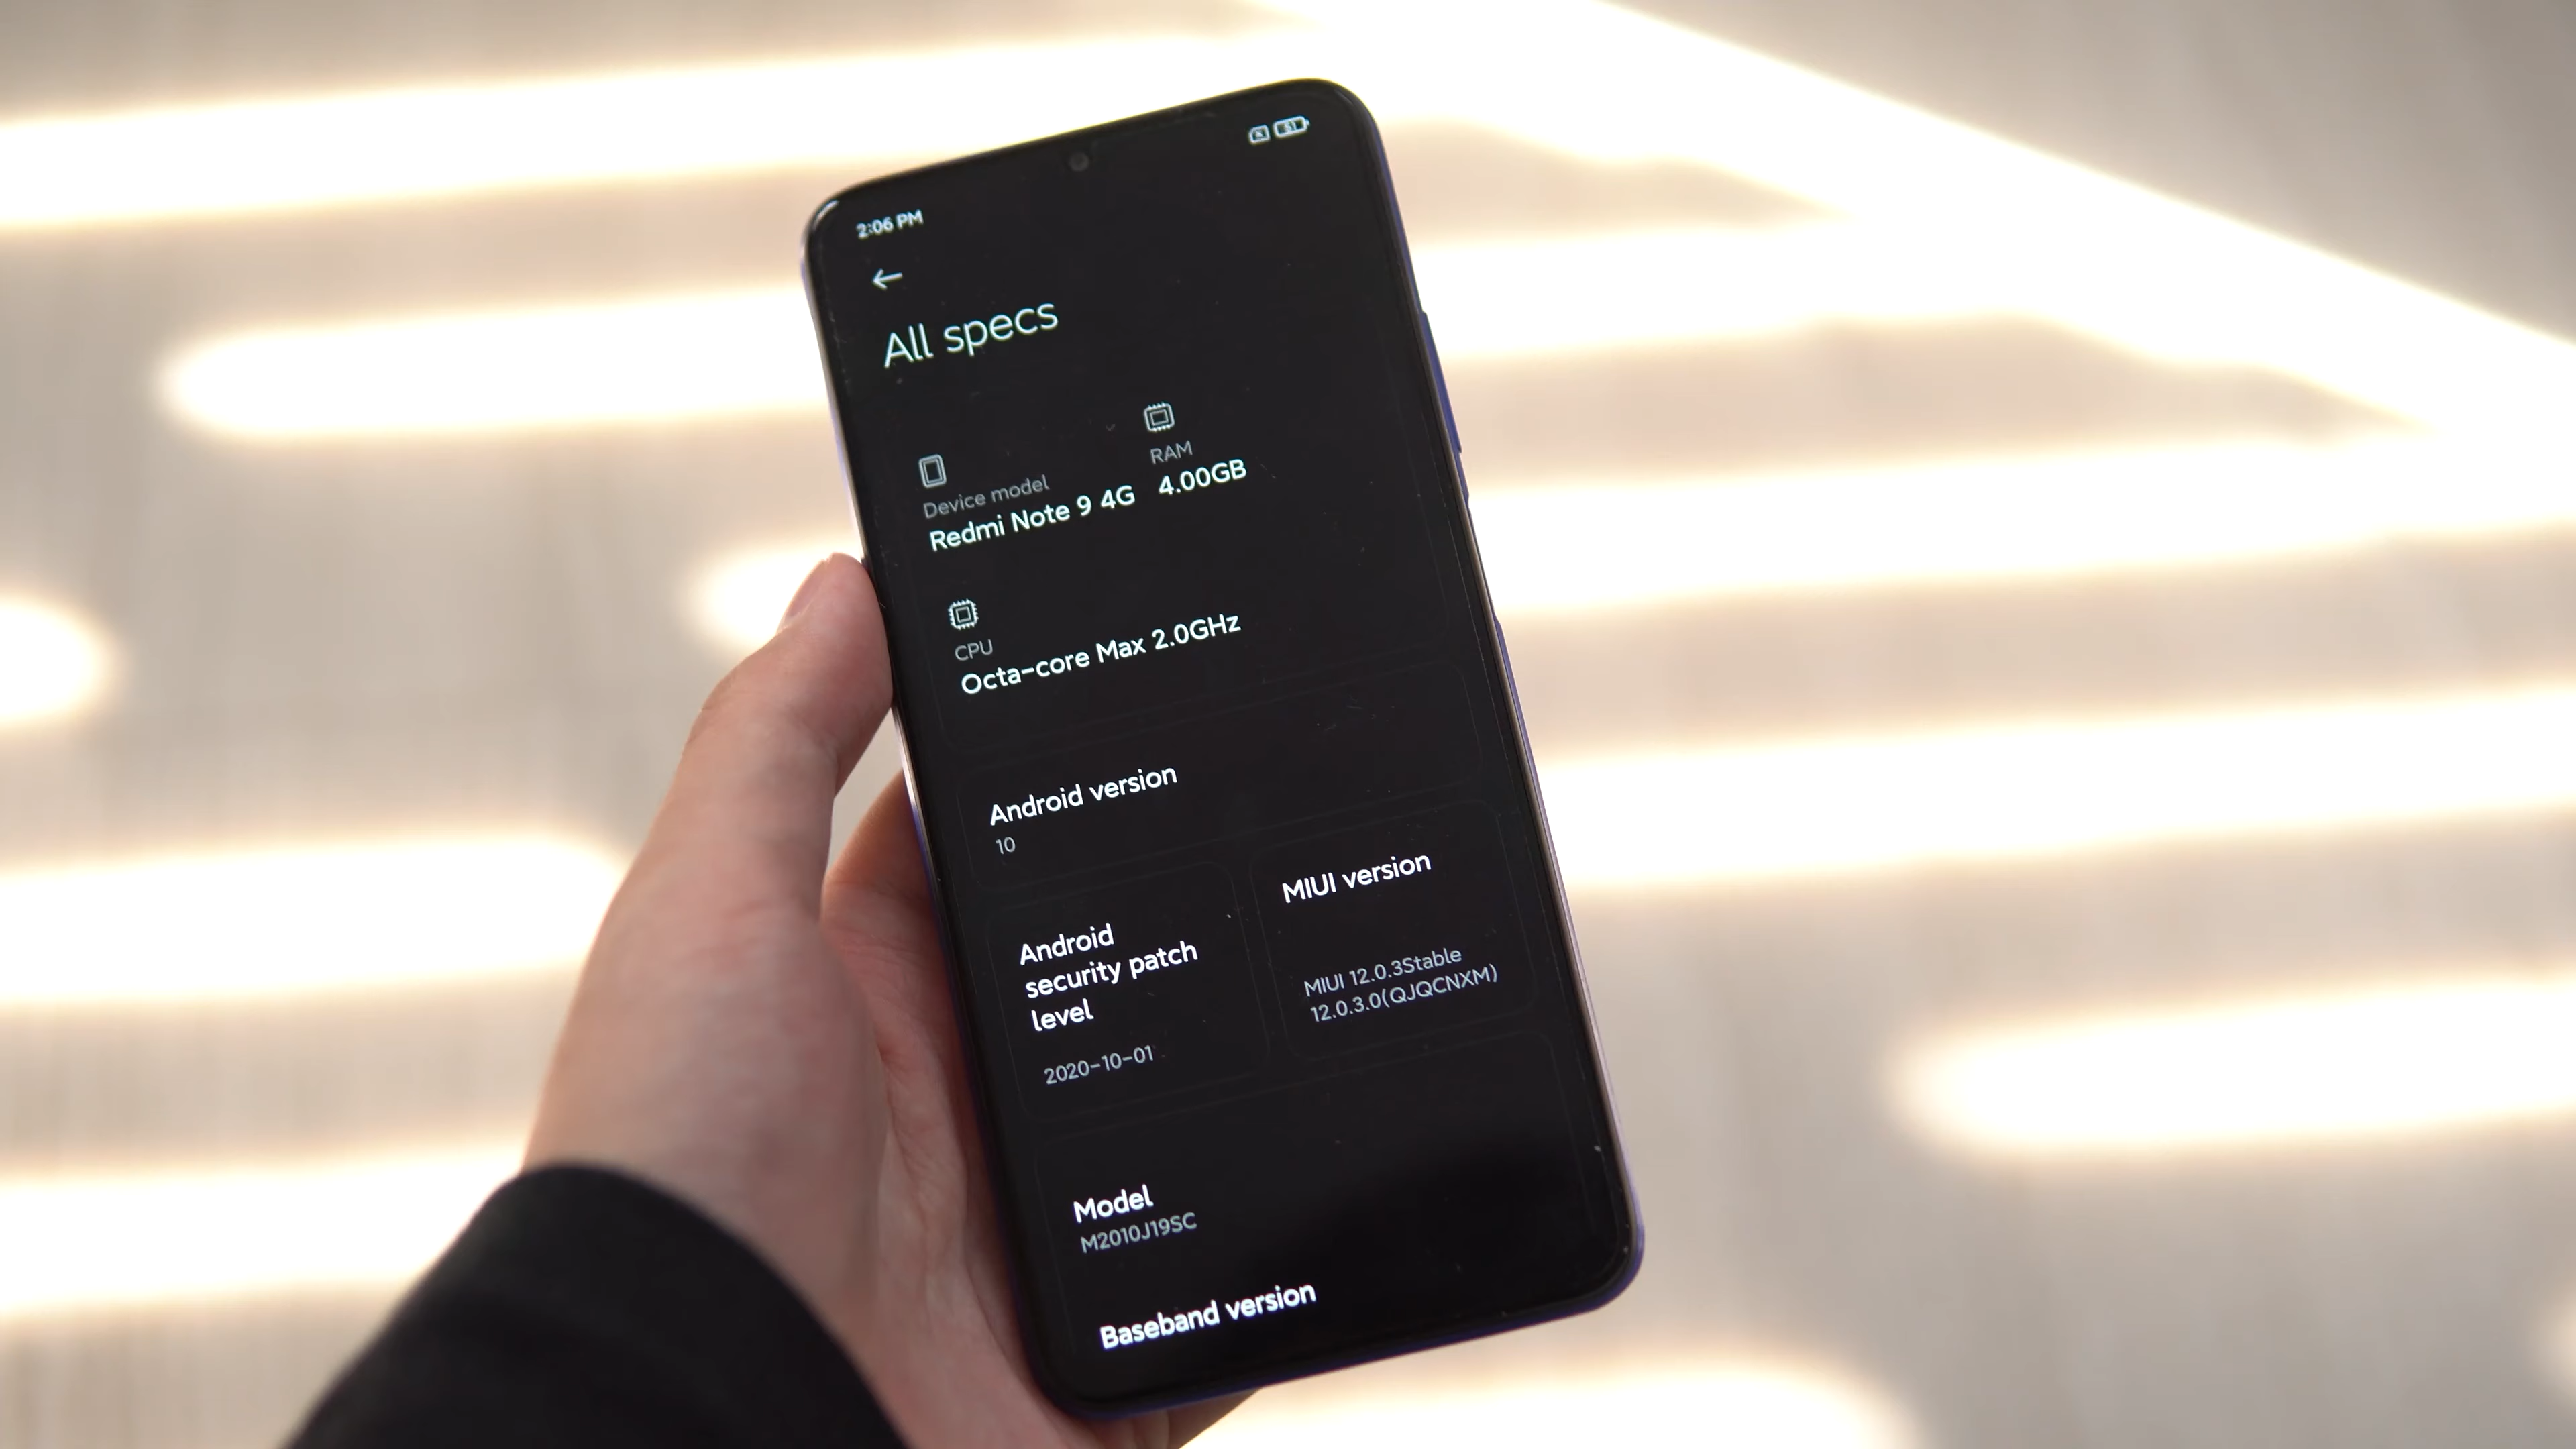 2:06 PM
61
All specs
Device model
Redmi Note 9 4G
RAM
4.00GB
CPU
Octa-core Max 2.0GHz
Android version
10
Android
security patch
level
2020-10-01
MIUI version
MIUI 12.0.3Stable
12.0.3.0(QJQCNXM)
Model
M2010J19SC
Baseband version